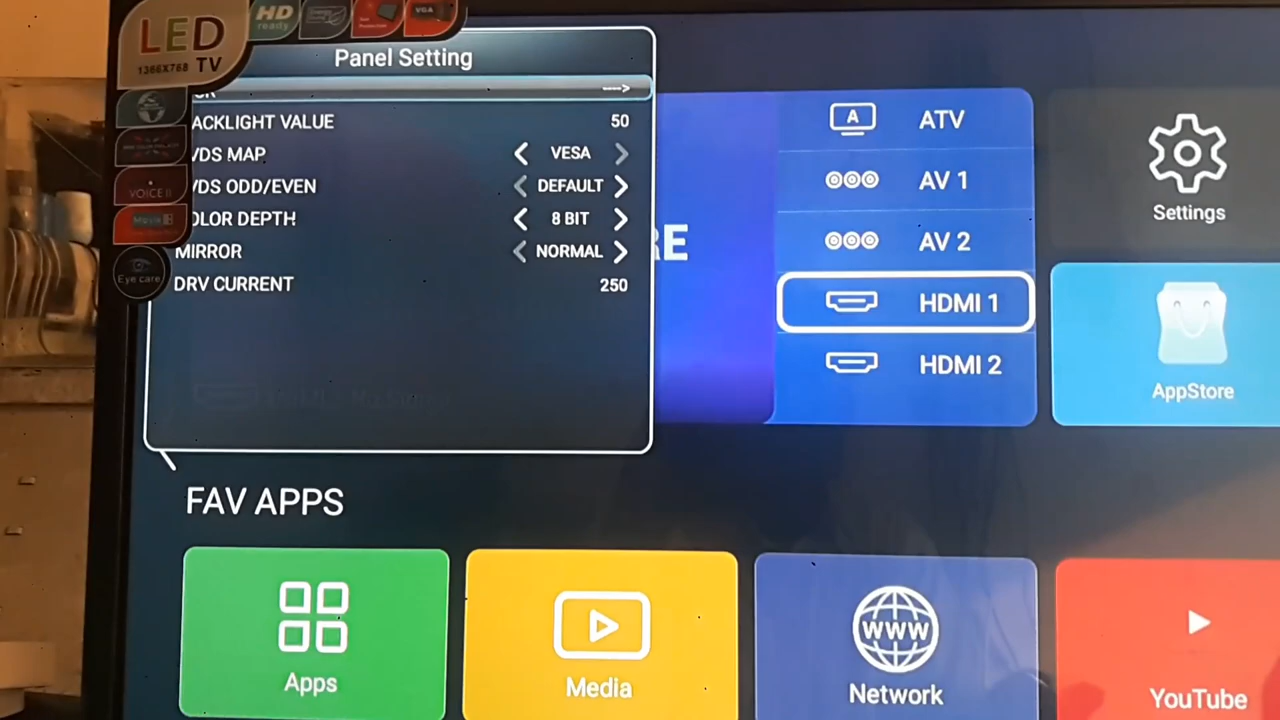 LED
1366X768 TV
HD
ready
VGA
VOICE II
Movie
Eye care
Panel Setting
--->
ACKLIGHT VALUE 50
VDS MAP VESA
VDS ODD/EVEN DEFAULT
OLOR DEPTH 8 BIT
MIRROR NORMAL
DRV CURRENT 250
RE
ATV
AV 1
AV 2
HDMI 1
HDMI 2
Settings
AppStore
FAV APPS
Apps
Media
WWW
Network
YouTube